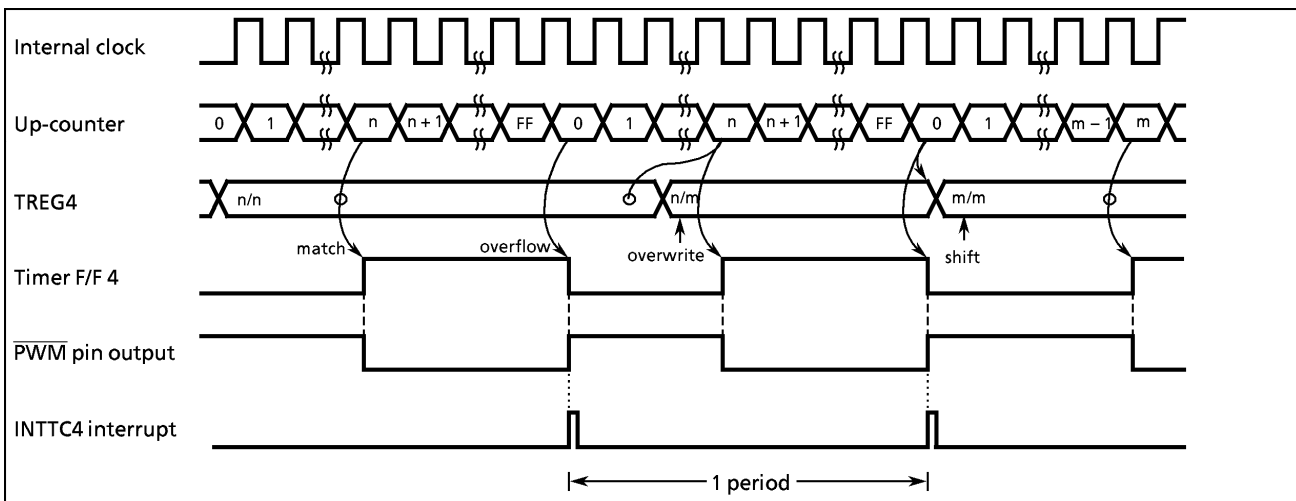 Internal clock
Up-counter
0 1 n n + 1 FF 0 1 n n + 1 FF 0 1 m − 1 m
TREG4
n/n n/m m/m
match overflow overwrite shift
Timer F/F 4
PWM pin output
INTTC4 interrupt
1 period